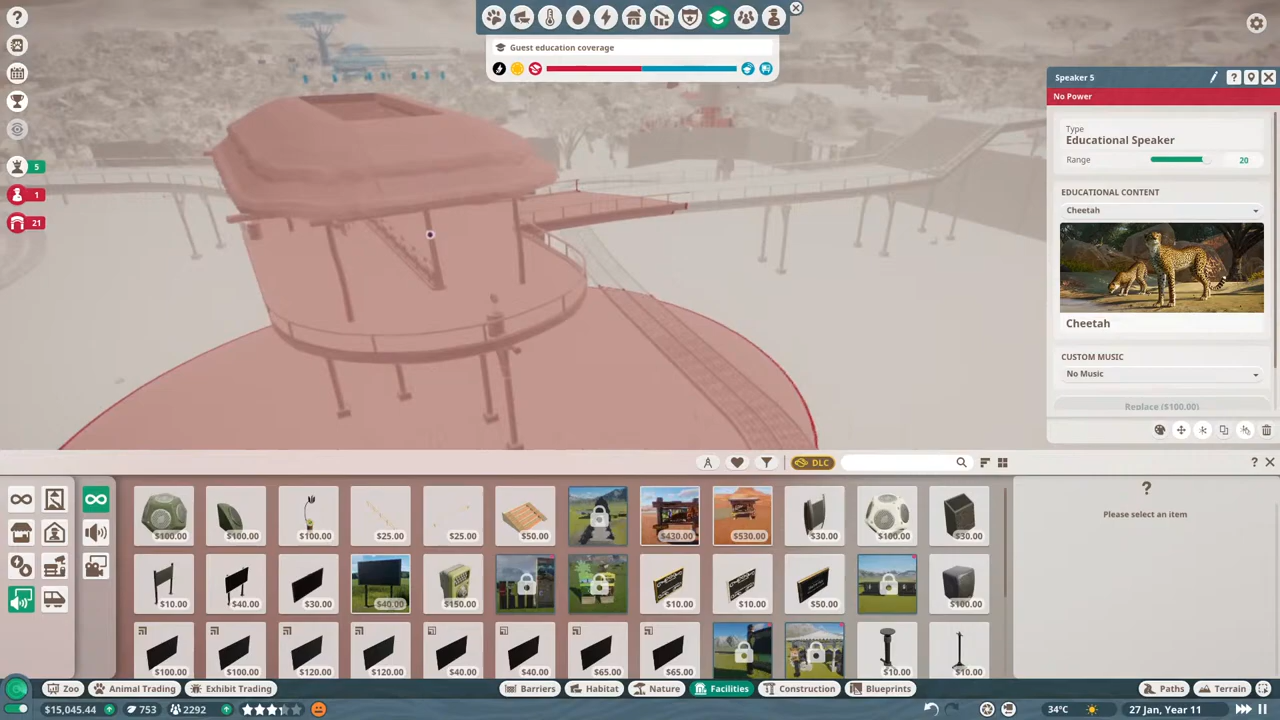 ?
Guest education coverage
5
1
21
Speaker 5
?
No Power
Type
Educational Speaker
Range
20
EDUCATIONAL CONTENT
Cheetah
Cheetah
CUSTOM MUSIC
No Music
Replace ($100.00)
DLC
?
$100.00
$100.00
$100.00
$25.00
$25.00
$50.00
$430.00
$530.00
$30.00
$100.00
$30.00
?
Please select an item
$10.00
$40.00
$30.00
$40.00
$150.00
$10.00
$10.00
$50.00
$100.00
$100.00
$100.00
$120.00
$120.00
$40.00
$40.00
$65.00
$65.00
$10.00
$10.00
Zoo
Animal Trading
Exhibit Trading
Barriers
Habitat
Nature
Facilities
Construction
Blueprints
Paths
Terrain
$15,045.44
753
2292
34°C
27 Jan, Year 11